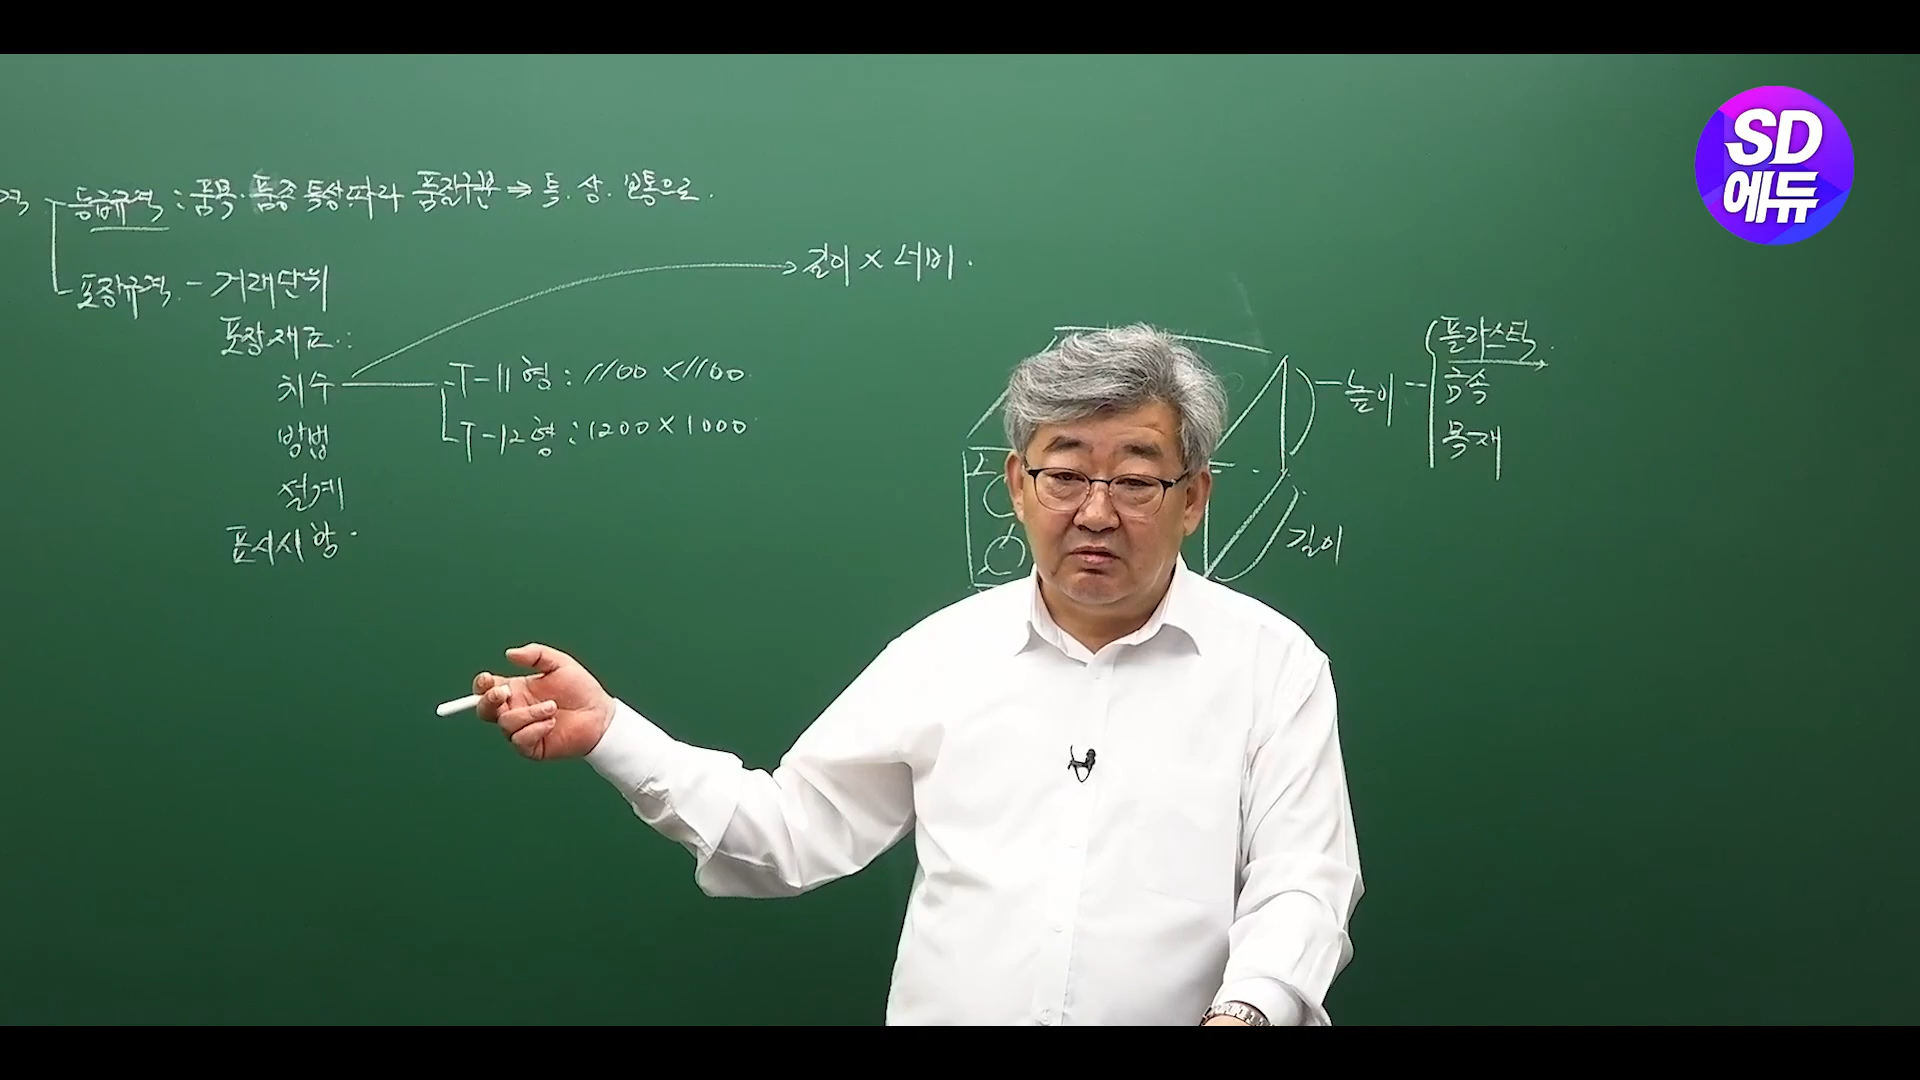 SD
에듀
등급규격 : 품목·품종 특성따라 품질구분 ⇒ 특. 상. 보통으로.
포장규격 - 거래단위
길이 × 너비.
포장재료 :
치수
T-11형 : 1100 × 1100
T-12형 : 1200 × 1000
방법
설계
표시사항.
높이
플라스틱.
금속
목재
길이